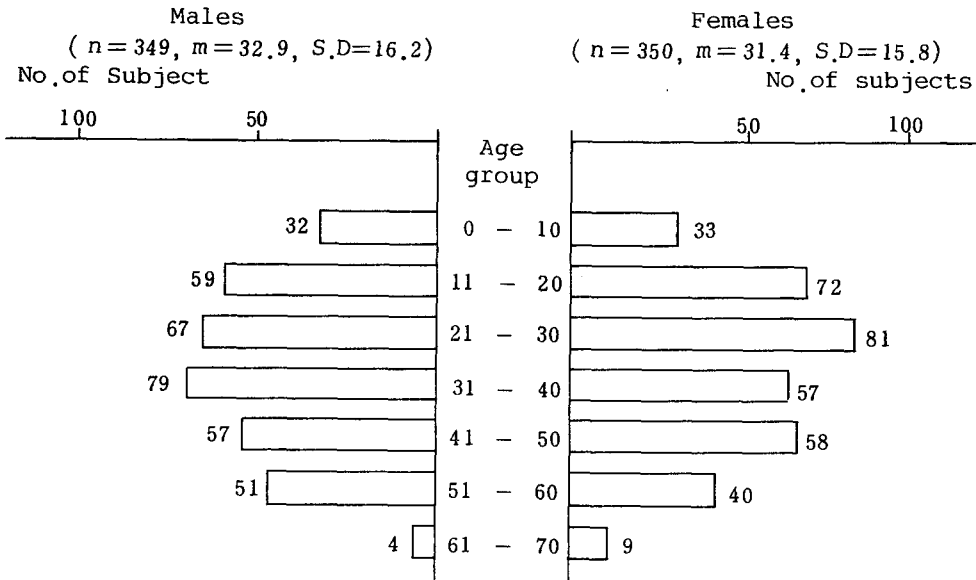 Males Females
( n=349, m=32.9, S.D=16.2) ( n=350, m=31.4, S.D=15.8)
No.of Subject No.of subjects
100 50 50 100
Age
group
32 0 − 10 33
59 11 − 20 72
67 21 − 30 81
79 31 − 40 57
57 41 − 50 58
51 51 − 60 40
4 61 − 70 9